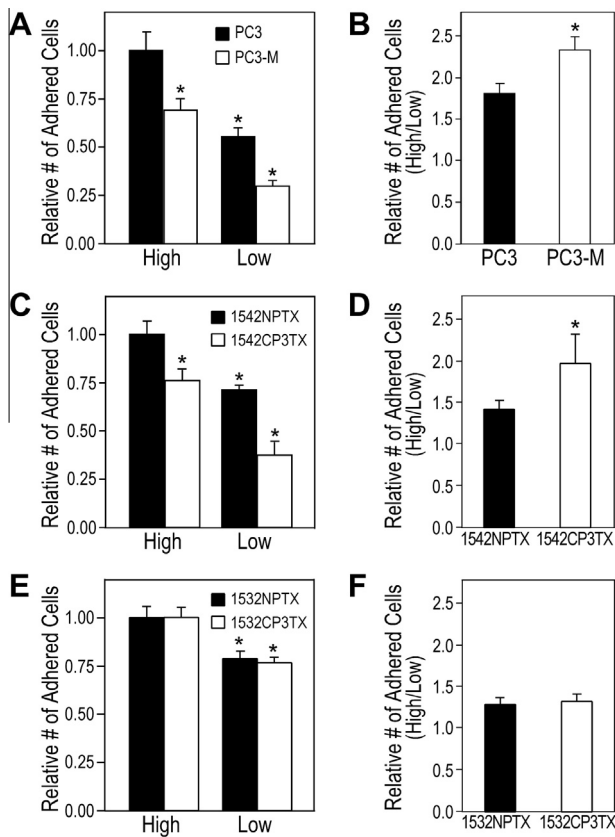 A
Relative # of Adhered Cells
1.00
0.75
0.50
0.25
0.00
PC3
PC3-M
*
*
*
High
Low
B
Relative # of Adhered Cells
(High/Low)
2.5
2.0
1.5
1.0
0.5
0.0
*
PC3
PC3-M
C
Relative # of Adhered Cells
1.00
0.75
0.50
0.25
0.00
1542NPTX
1542CP3TX
*
*
*
High
Low
D
Relative # of Adhered Cells
(High/Low)
2.5
2.0
1.5
1.0
0.5
0.0
*
1542NPTX
1542CP3TX
E
Relative # of Adhered Cells
1.00
0.75
0.50
0.25
0.00
1532NPTX
1532CP3TX
*
*
High
Low
F
Relative # of Adhered Cells
(High/Low)
2.5
2.0
1.5
1.0
0.5
0.0
1532NPTX
1532CP3TX